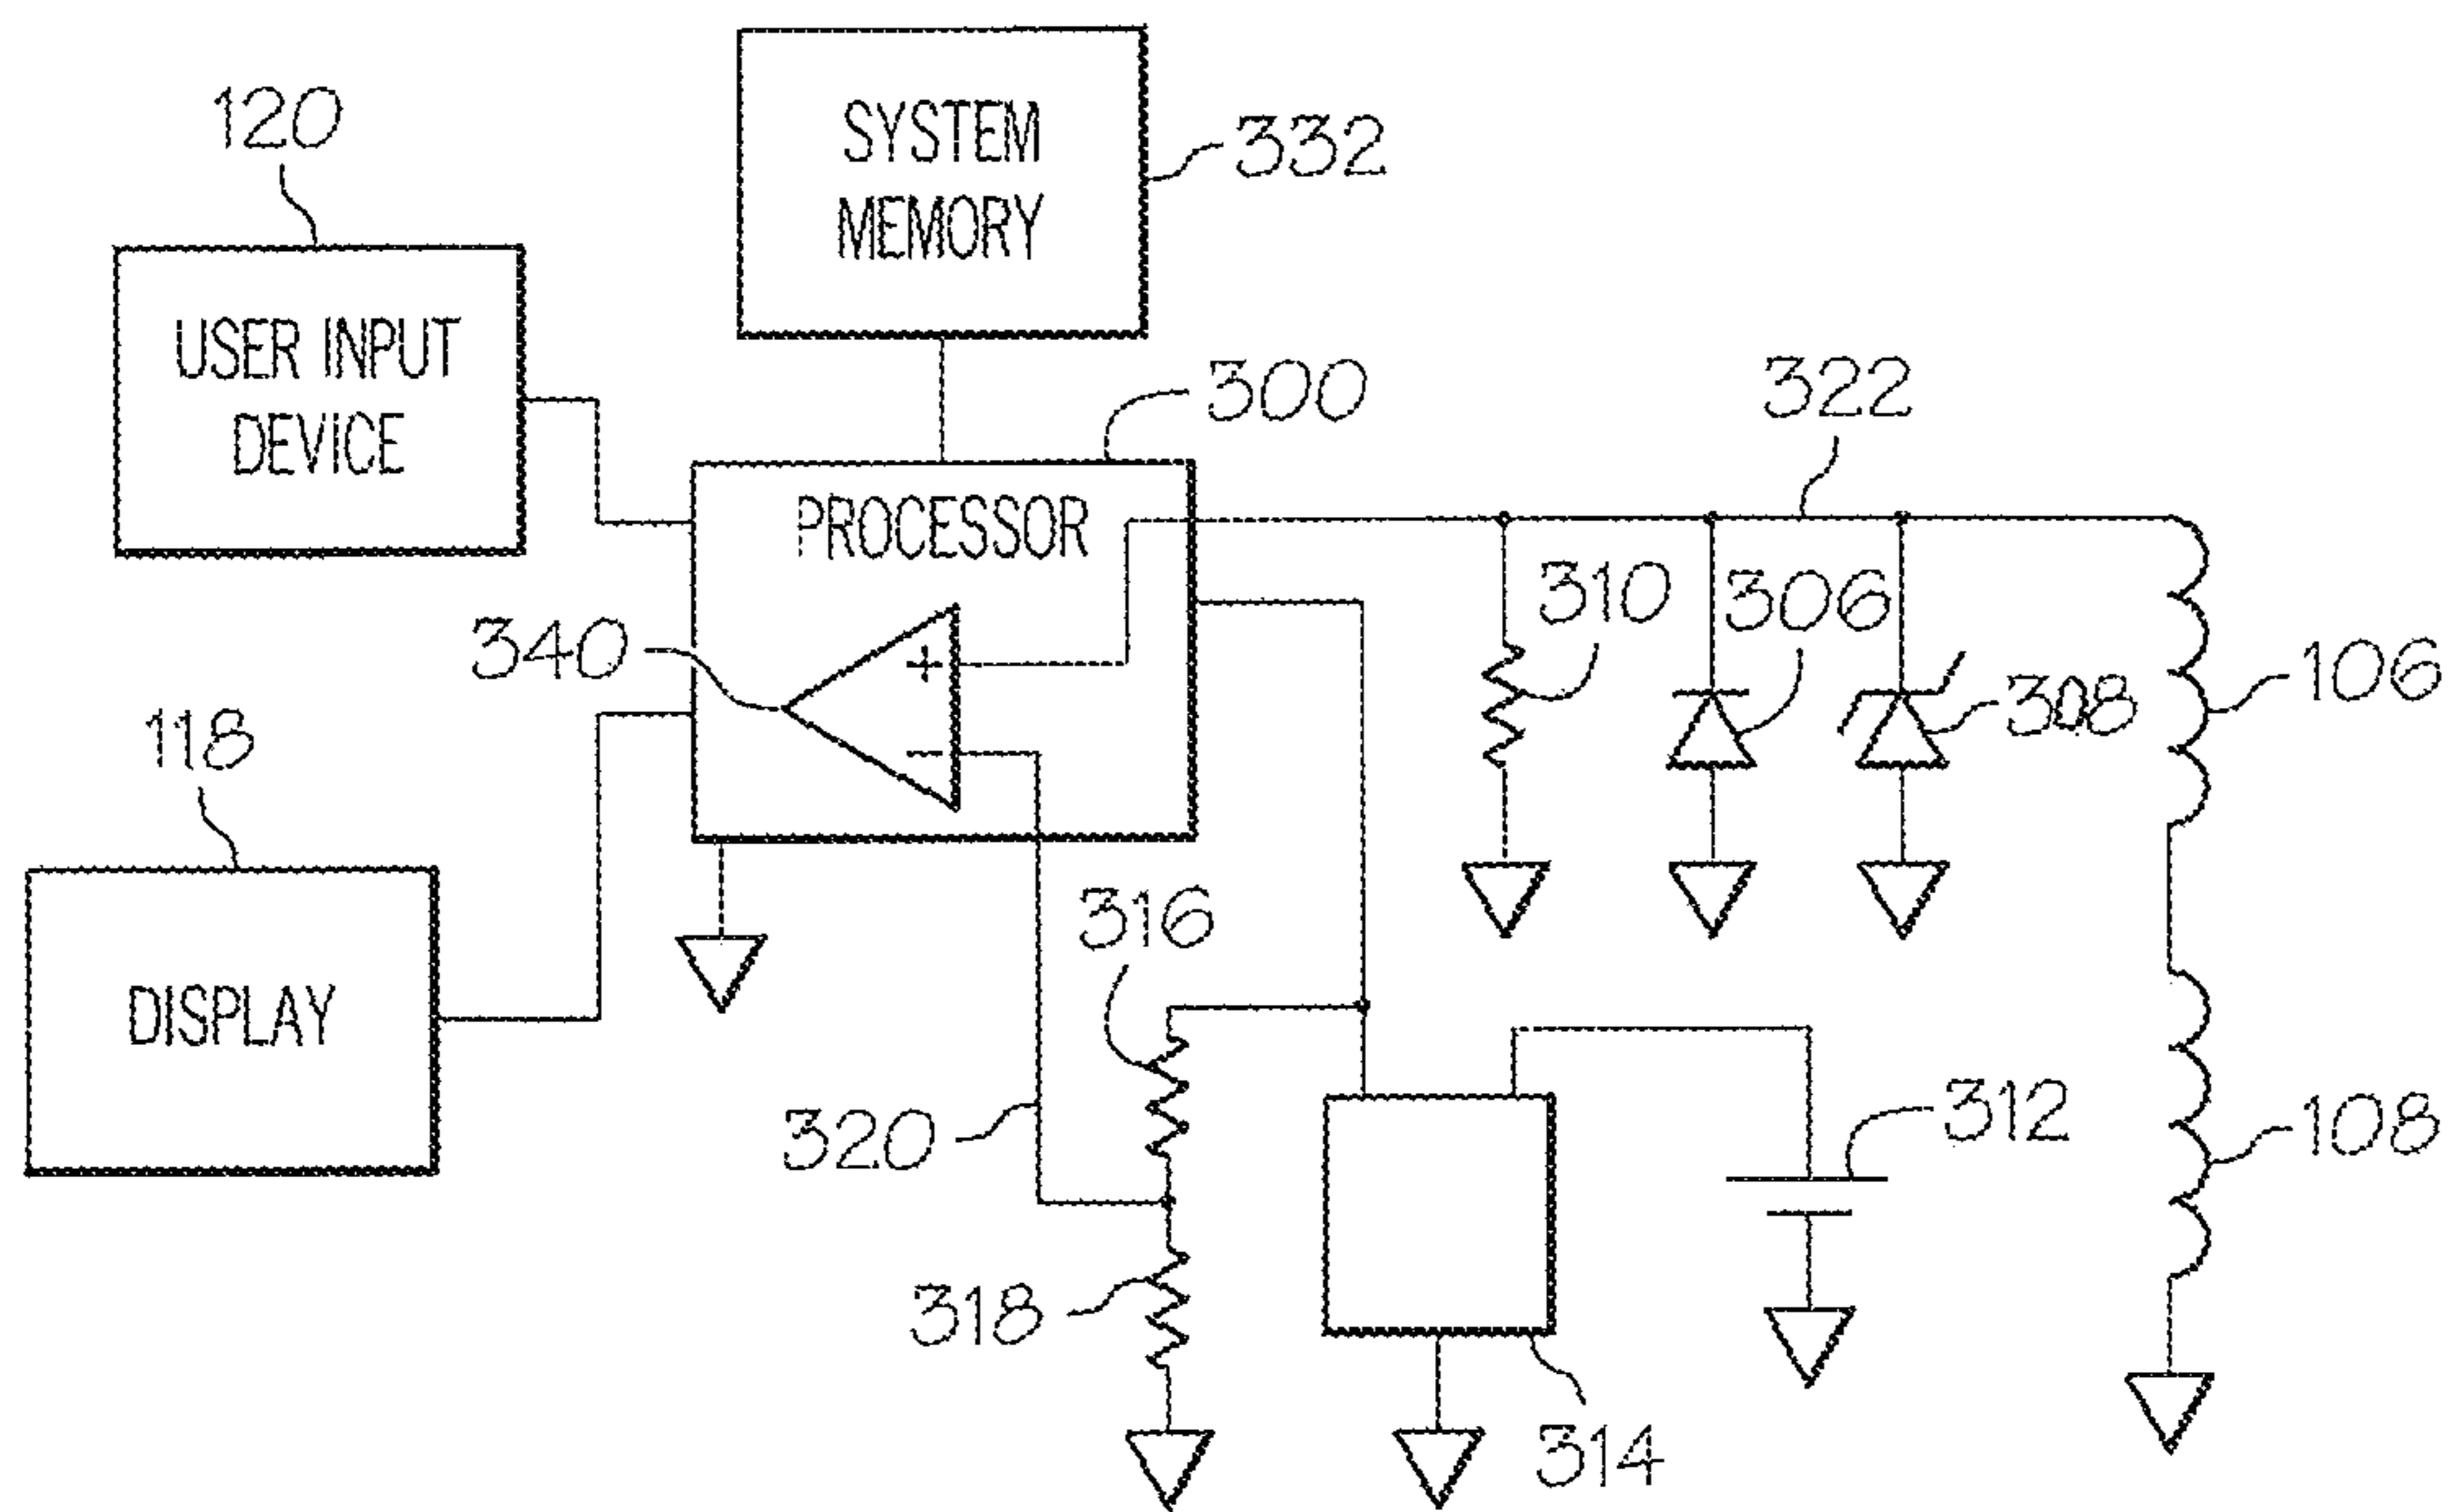 120
SYSTEM
MEMORY
332
USER INPUT
DEVICE
300
322
PROCESSOR
310
306
340
308
106
118
316
DISPLAY
320
312
108
318
314